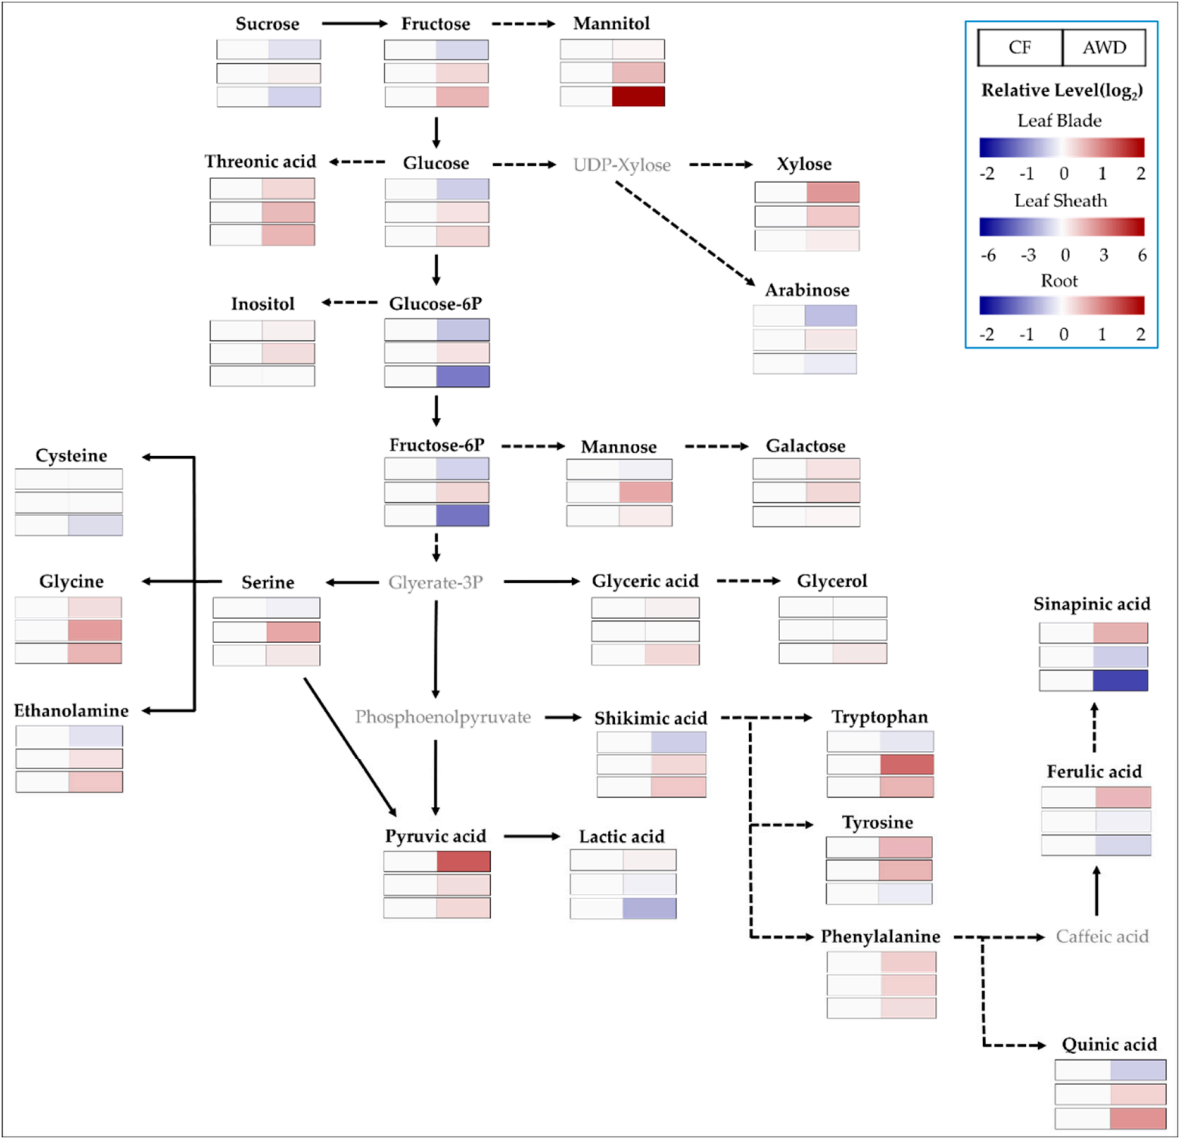 Sucrose
Fructose
Mannitol
CF
AWD
Relative Level(log2)
Leaf Blade
-2 -1 0 1 2
Leaf Sheath
-6 -3 0 3 6
Root
-2 -1 0 1 2
Threonic acid
Glucose
UDP-Xylose
Xylose
Arabinose
Inositol
Glucose-6P
Fructose-6P
Mannose
Galactose
Cysteine
Glycine
Serine
Glyerate-3P
Glyceric acid
Glycerol
Sinapinic acid
Ethanolamine
Phosphoenolpyruvate
Shikimic acid
Tryptophan
Ferulic acid
Pyruvic acid
Lactic acid
Tyrosine
Phenylalanine
Caffeic acid
Quinic acid